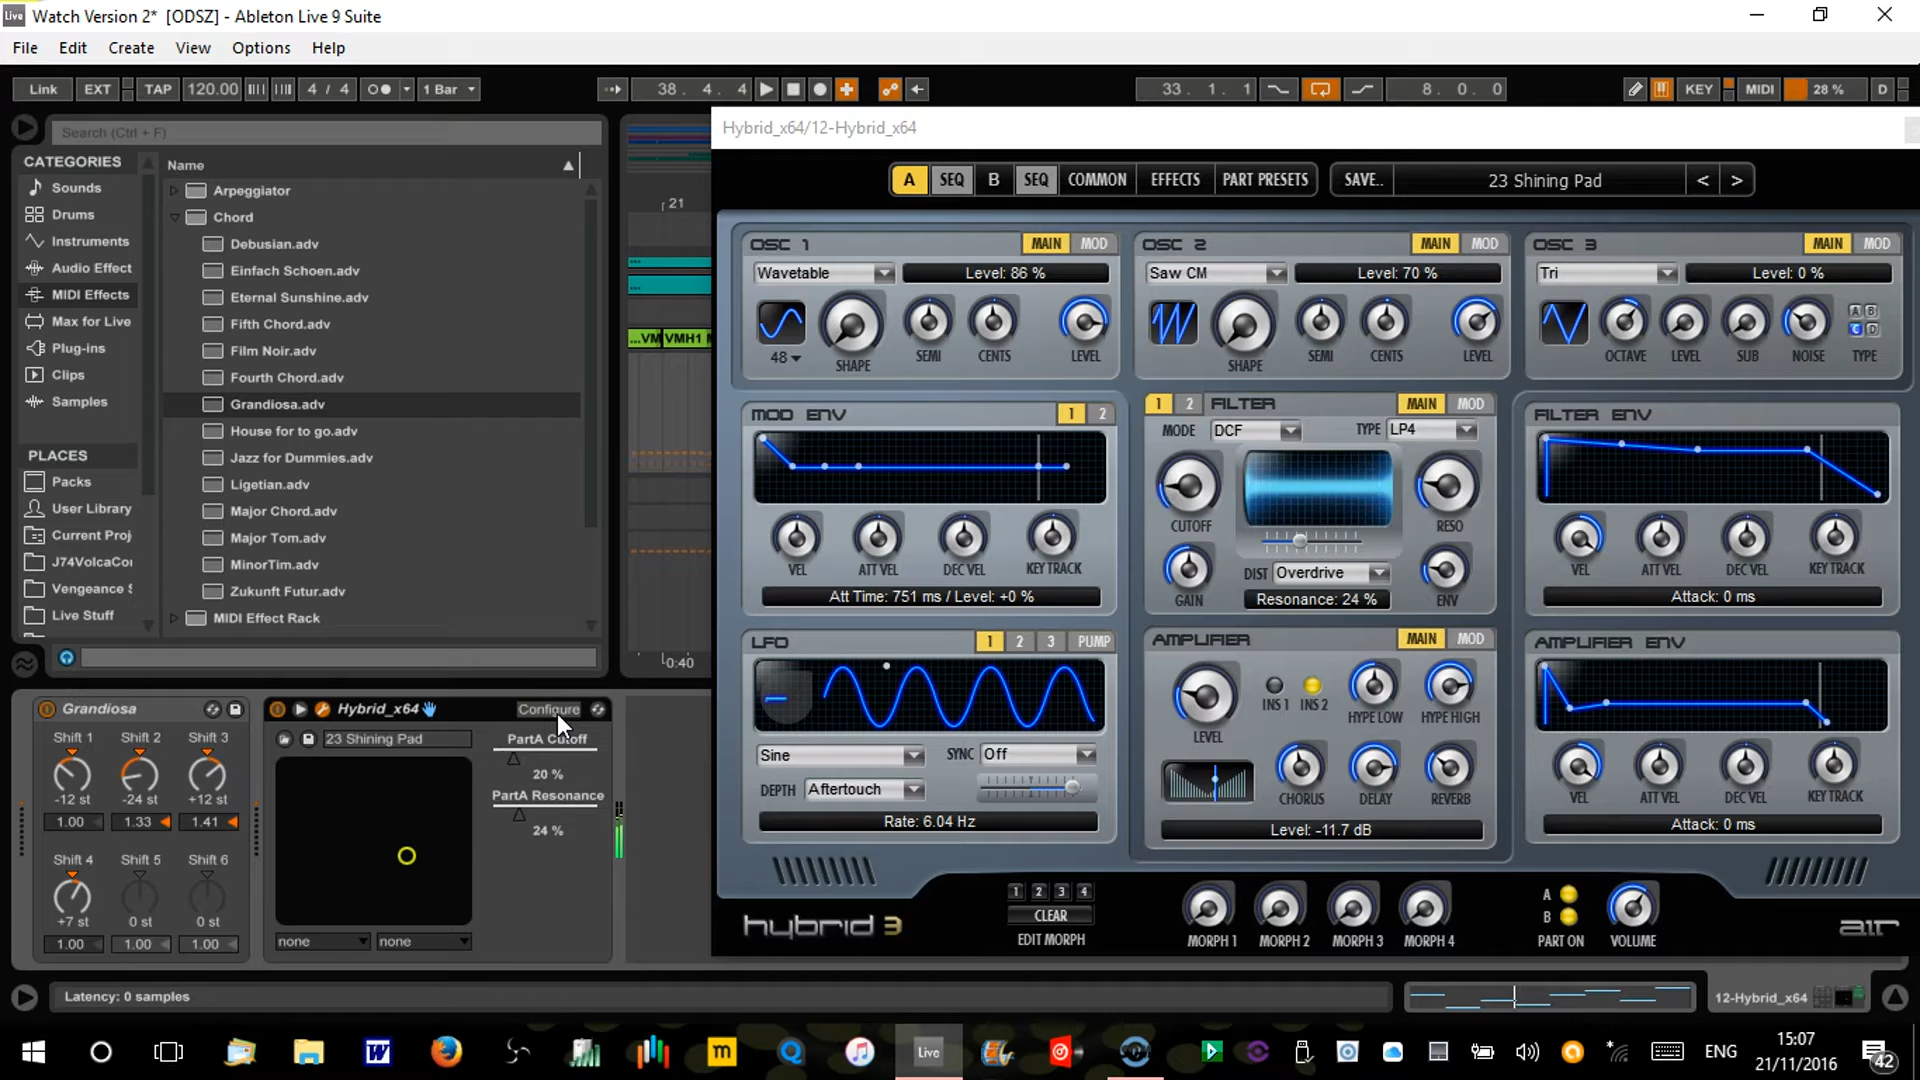 Live Watch Version 2* [ODSZ] - Ableton Live 9 Suite
File Edit Create View Options Help
Link EXT TAP 120.00 4 / 4 1 Bar 38. 4. 4 33. 1. 1 8. 0. 0 KEY MIDI 28 % D
Search (Ctrl + F)
CATEGORIES
Sounds
Drums
Instruments
Audio Effect
MIDI Effects
Max for Live
Plug-ins
Clips
Samples
PLACES
Packs
User Library
Current Proj
J74VolcaCo
Vengeance S
Live Stuff
Name
Arpeggiator
Chord
Debusian.adv
Einfach Schoen.adv
Eternal Sunshine.adv
Fifth Chord.adv
Film Noir.adv
Fourth Chord.adv
Grandiosa.adv
House for to go.adv
Jazz for Dummies.adv
Ligetian.adv
Major Chord.adv
Major Tom.adv
MinorTim.adv
Zukunft Futur.adv
MIDI Effect Rack
21
...VM VMH1
0:40
Hybrid_x64/12-Hybrid_x64
A SEQ B SEQ COMMON EFFECTS PART PRESETS SAVE.. 23 Shining Pad < >
OSC 1 MAIN MOD
Wavetable Level: 86 %
48
SHAPE SEMI CENTS LEVEL
OSC 2 MAIN MOD
Saw CM Level: 70 %
SHAPE SEMI CENTS LEVEL
OSC 3 MAIN MOD
Tri Level: 0 %
A B
C D
OCTAVE LEVEL SUB NOISE TYPE
MOD ENV 1 2
VEL ATT VEL DEC VEL KEY TRACK
Att Time: 751 ms / Level: +0 %
1 2 FILTER MAIN MOD
MODE DCF TYPE LP4
CUTOFF RESO
DIST Overdrive
GAIN ENV
Resonance: 24 %
FILTER ENV
VEL ATT VEL DEC VEL KEY TRACK
Attack: 0 ms
LFO 1 2 3 PUMP
Sine SYNC Off
DEPTH Aftertouch
Rate: 6.04 Hz
AMPLIFIER MAIN MOD
INS 1 INS 2
LEVEL HYPE LOW HYPE HIGH
CHORUS DELAY REVERB
Level: -11.7 dB
AMPLIFIER ENV
VEL ATT VEL DEC VEL KEY TRACK
Attack: 0 ms
hybrid 3
1 2 3 4
CLEAR
EDIT MORPH
MORPH 1 MORPH 2 MORPH 3 MORPH 4
A
B
PART ON VOLUME
AIR
Grandiosa
Shift 1 Shift 2 Shift 3
-12 st -24 st +12 st
1.00 1.33 1.41
Shift 4 Shift 5 Shift 6
+7 st 0 st 0 st
1.00 1.00 1.00
Hybrid_x64 Configure
23 Shining Pad
PartA Cutoff
20 %
PartA Resonance
24 %
none none
Latency: 0 samples
12-Hybrid_x64
W m Live ENG
15:07
21/11/2016
42